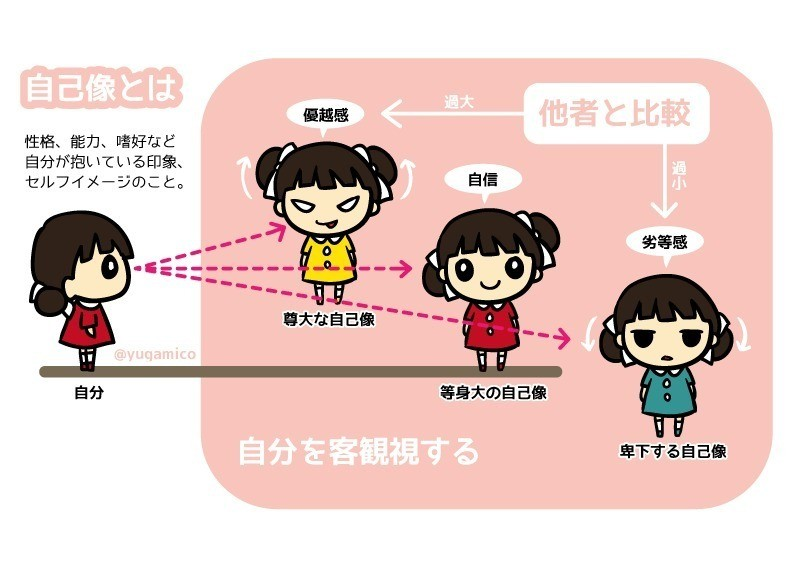 自己像とは
性格、能力、嗜好など
自分が抱いている印象、
セルフイメージのこと。
他者と比較
過大
過小
優越感
自信
劣等感
尊大な自己像
等身大の自己像
卑下する自己像
@yugamico
自分
自分を客観視する